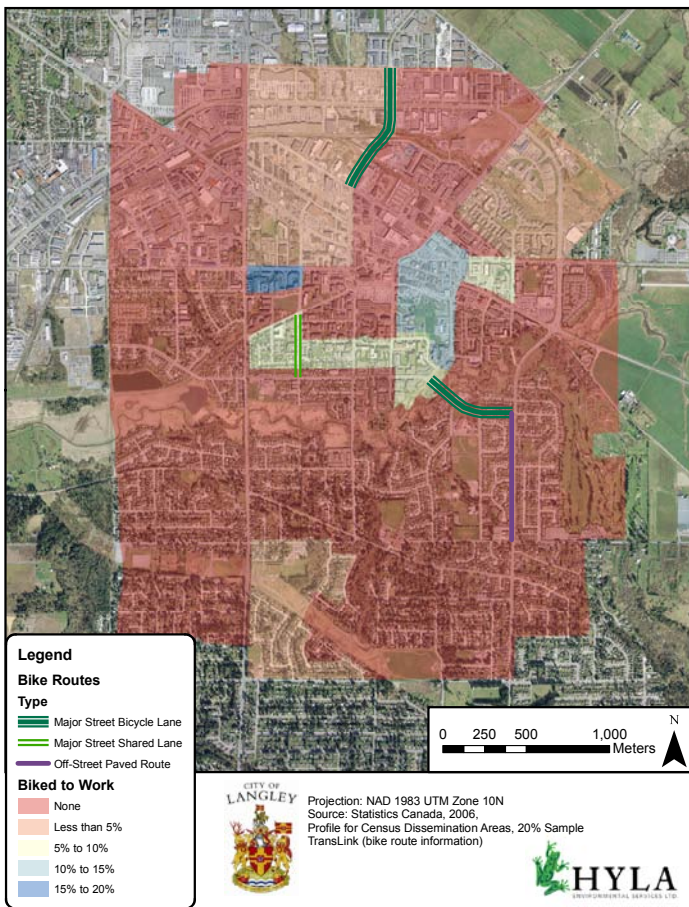 Legend
Bike Routes
Type
Major Street Bicycle Lane
Major Street Shared Lane
Off-Street Paved Route
Biked to Work
None
Less than 5%
5% to 10%
10% to 15%
15% to 20%
0 250 500 1,000
Meters
N
CITY OF
LANGLEY
Projection: NAD 1983 UTM Zone 10N
Source: Statistics Canada, 2006,
Profile for Census Dissemination Areas, 20% Sample
TransLink (bike route information)
HYLA
ENVIRONMENTAL SERVICES LTD.